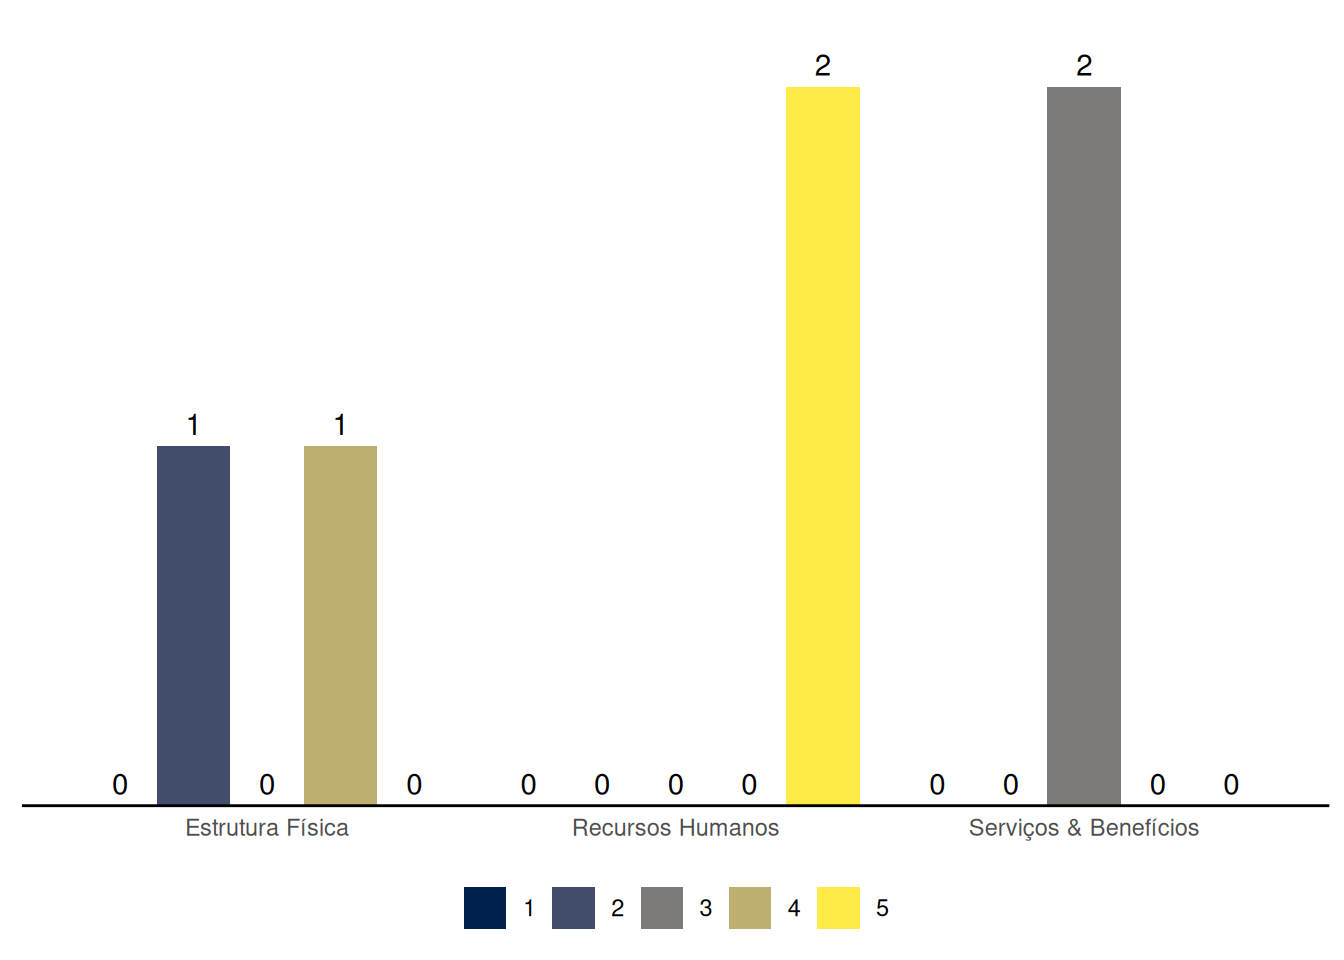 2 2
1 1
0 0 0 0 0 0 0 0 0 0 0
Estrutura Física Recursos Humanos Serviços & Benefícios
1 2 3 4 5